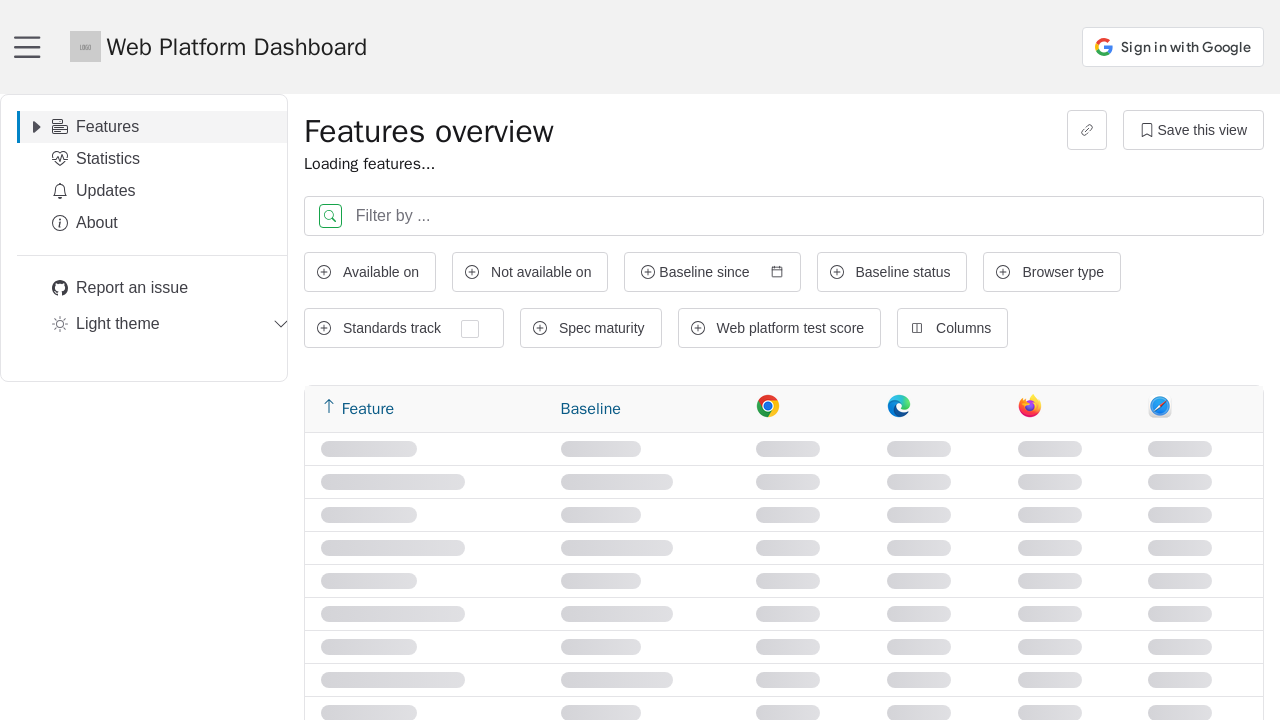 Web Platform Dashboard
Sign in with Google
Features
Statistics
Updates
About
Report an issue
Light theme
Features overview
Save this view
Loading features...
Filter by ...
Available on
Not available on
Baseline since
Baseline status
Browser type
Standards track
Spec maturity
Web platform test score
Columns
Feature
Baseline